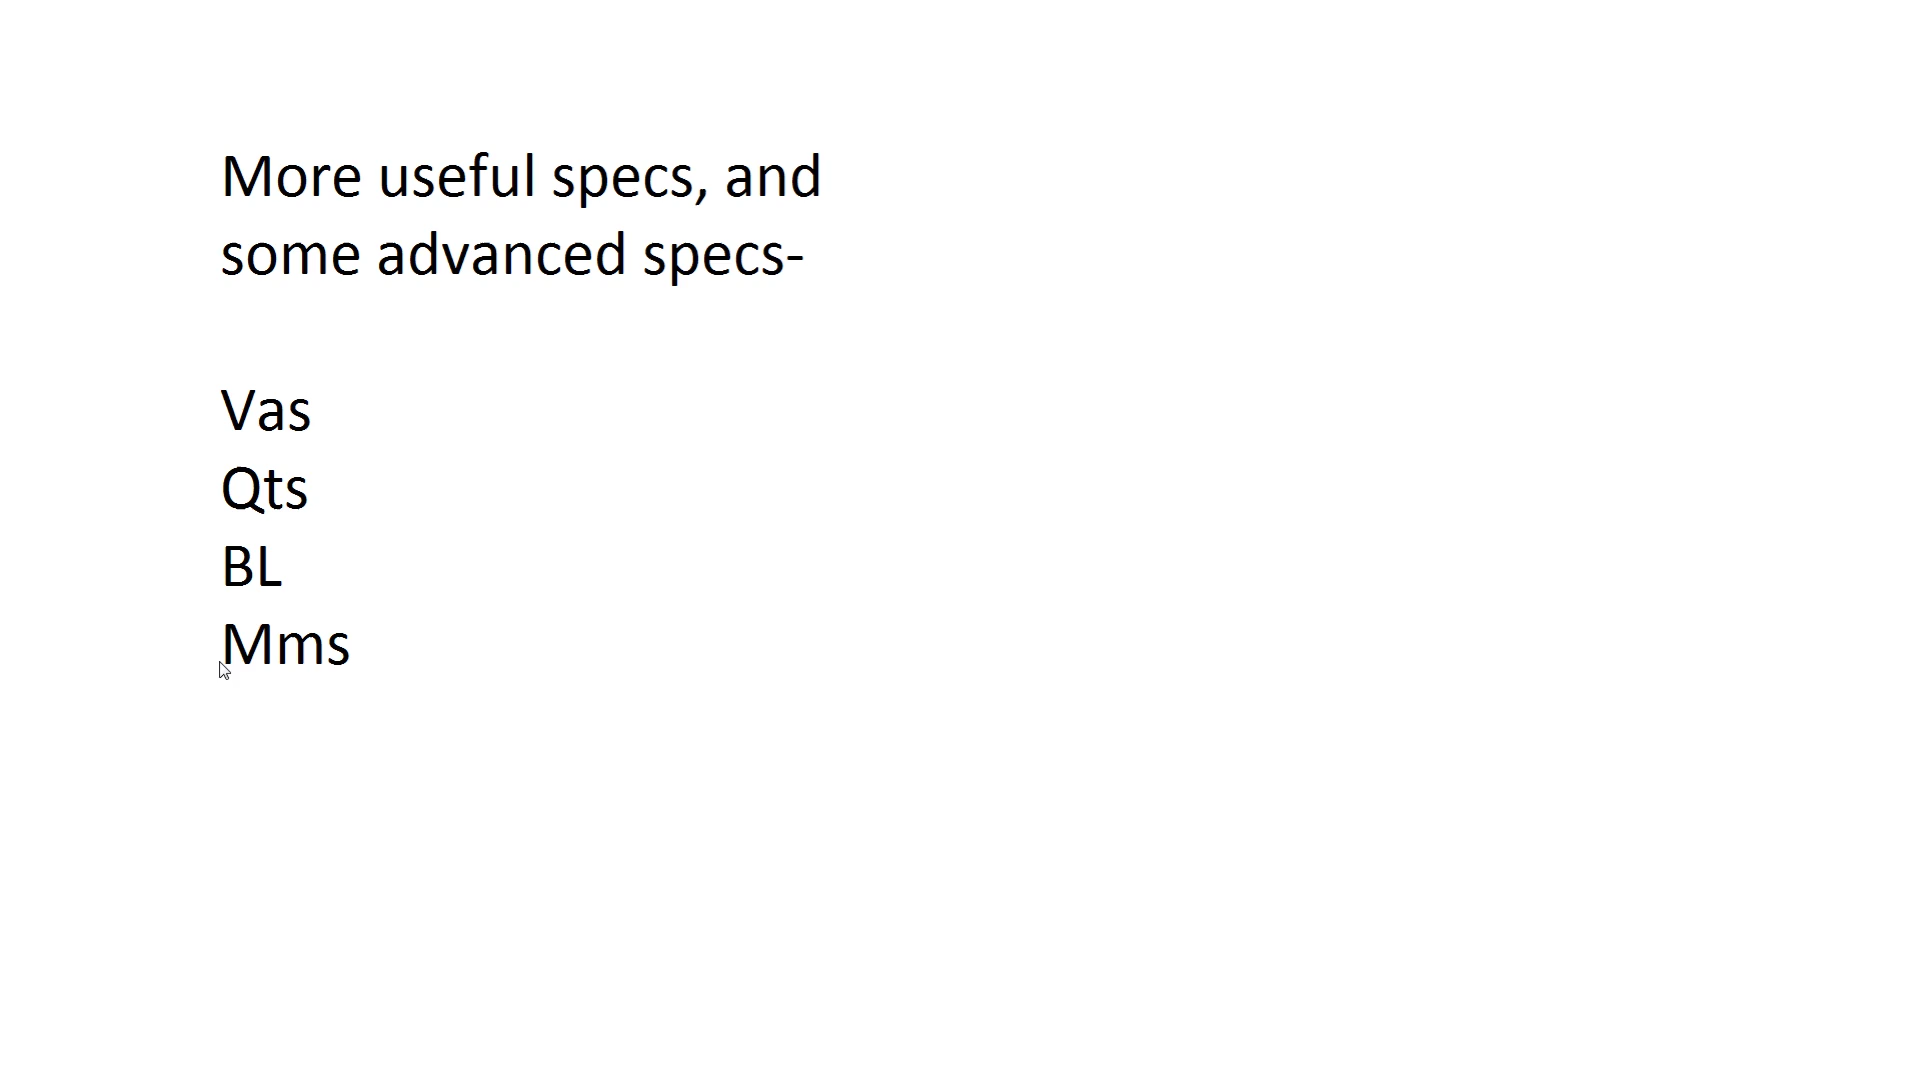 More useful specs, and
some advanced specs-
Vas
Qts
BL
Mms